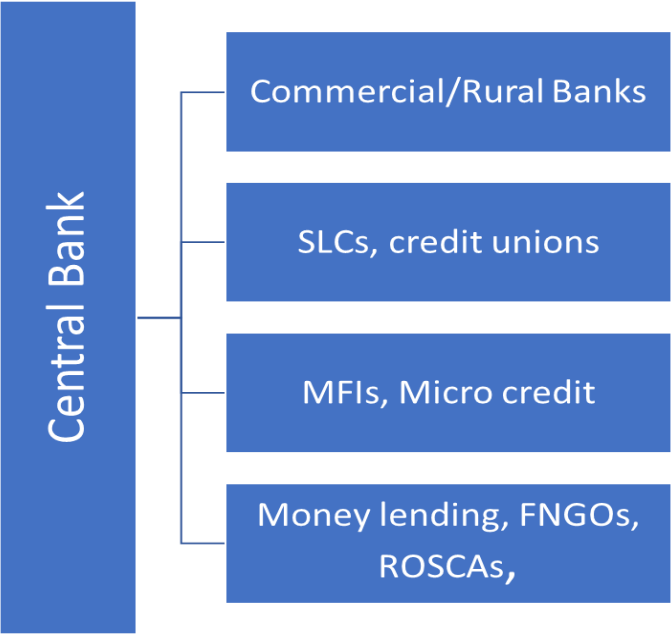 Central Bank
Commercial/Rural Banks
SLCs, credit unions
MFIs, Micro credit
Money lending, FNGOs,
ROSCAs,